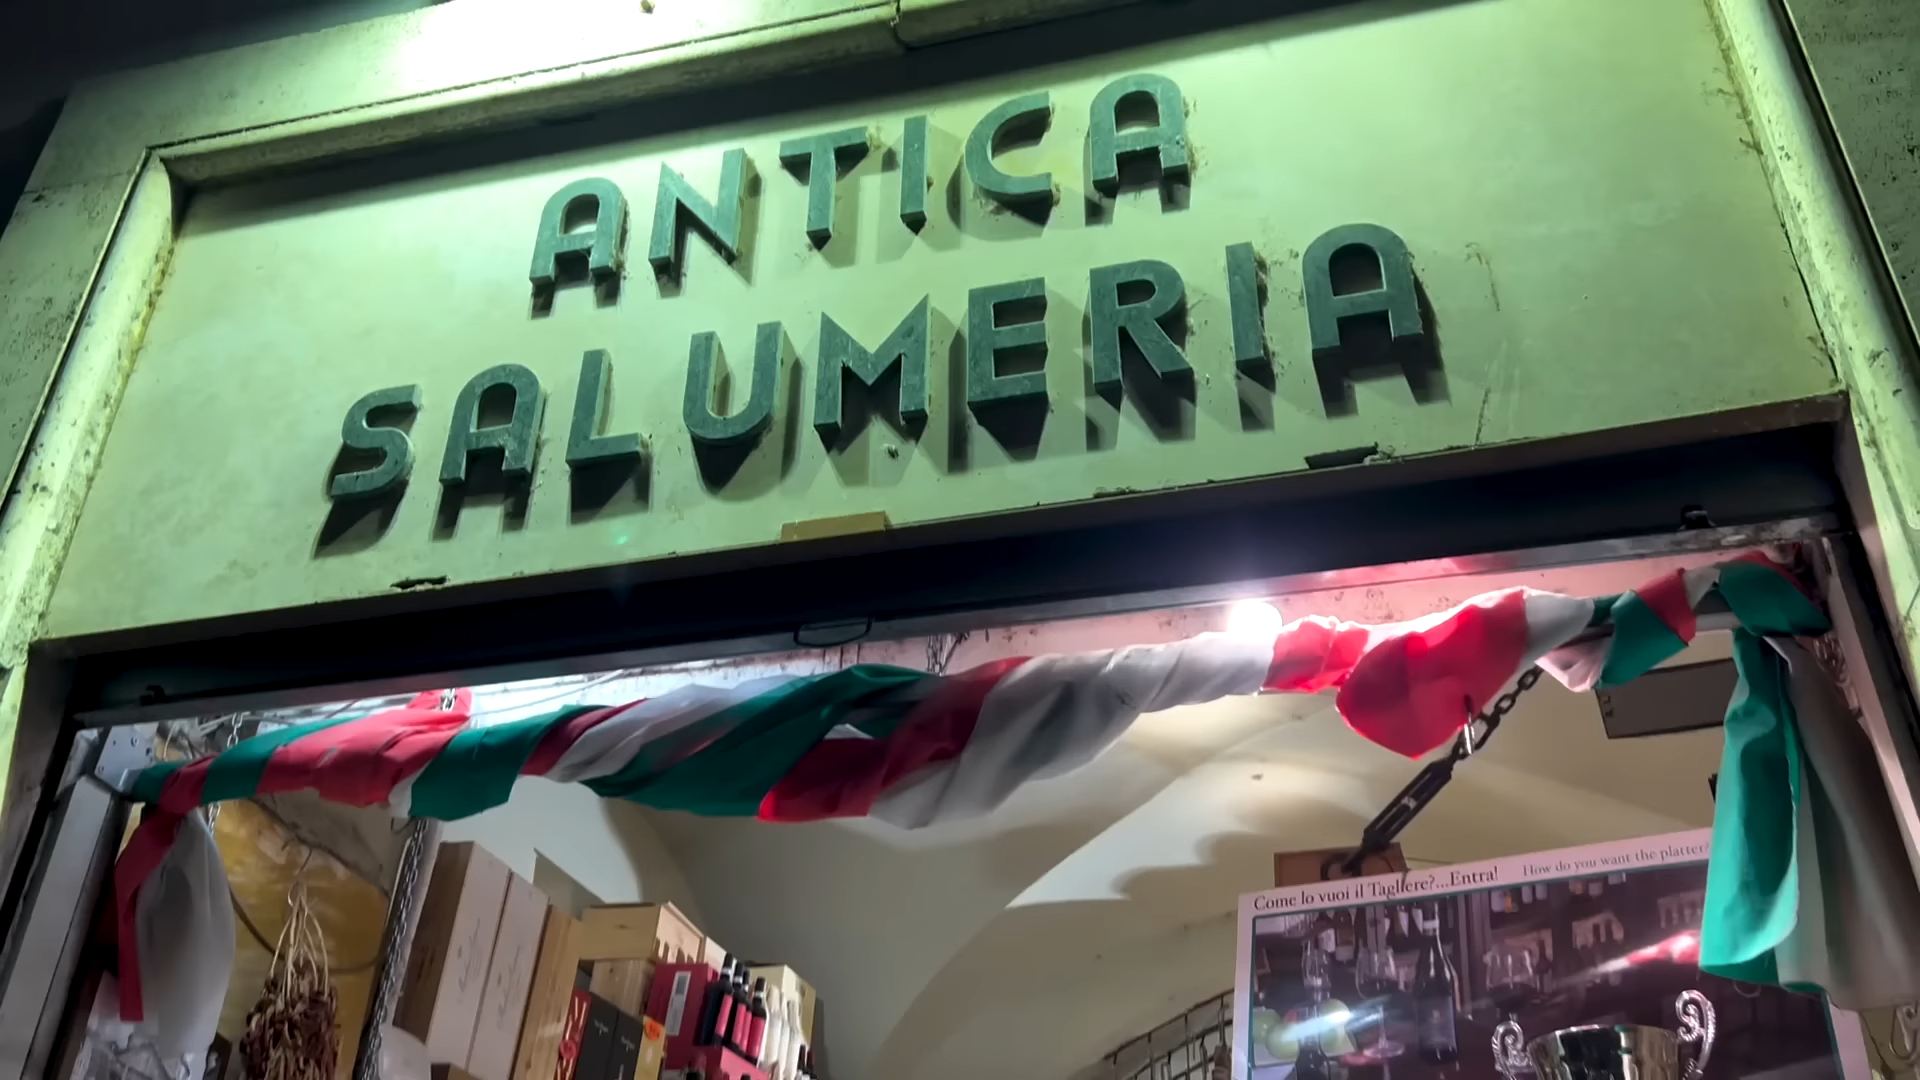 ANTICA
SALUMERIA
Come lo vuoi il Tagliere?...Entra! How do you want the platter?